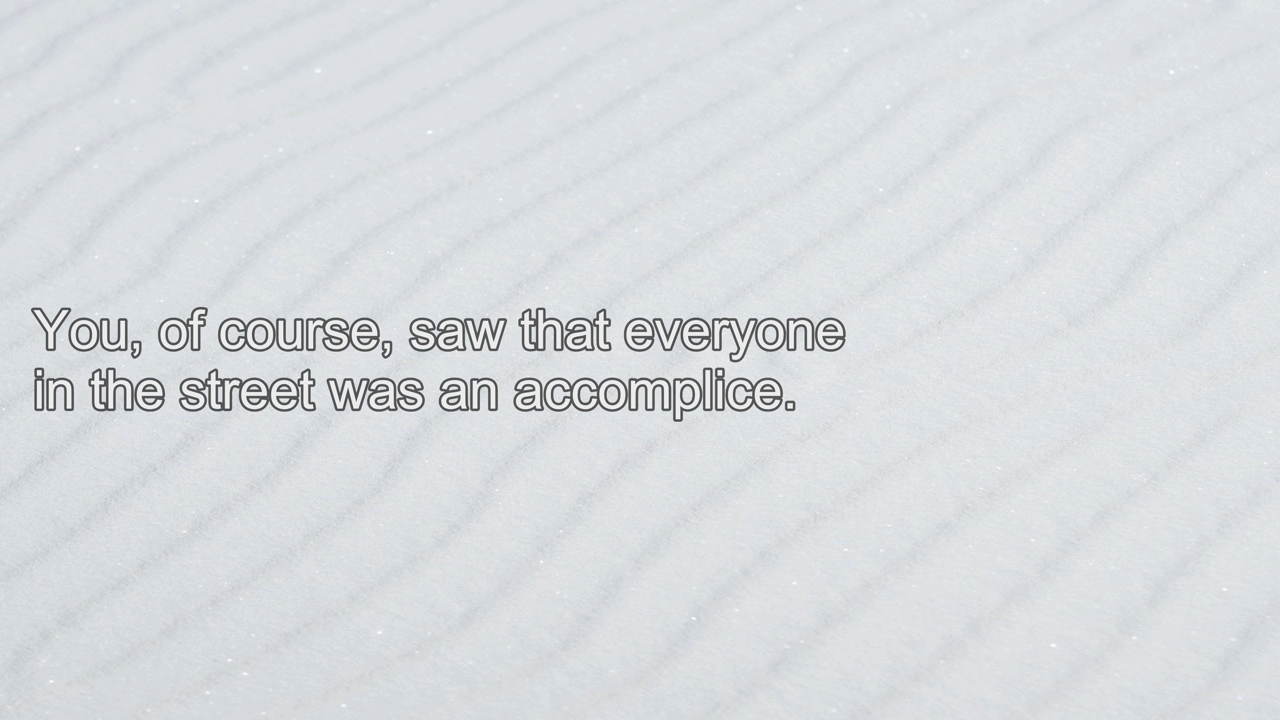 You, of course, saw that everyone
in the street was an accomplice.